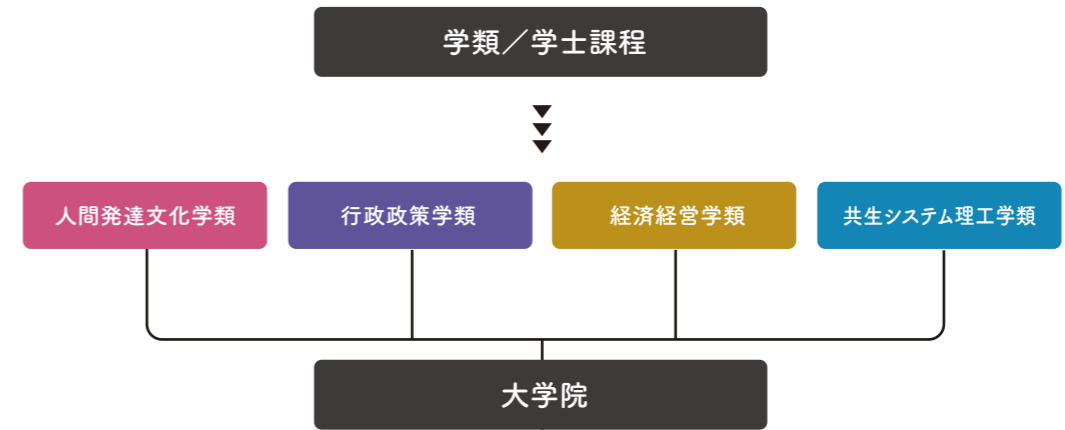 学類／学士課程
人間発達文化学類
行政政策学類
経済経営学類
共生システム理工学類
大学院